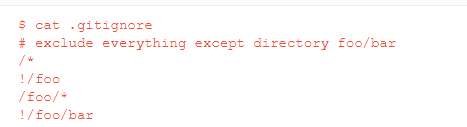 $ cat .gitignore
# exclude everything except directory foo/bar
/*
!/foo
/foo/*
!/foo/bar